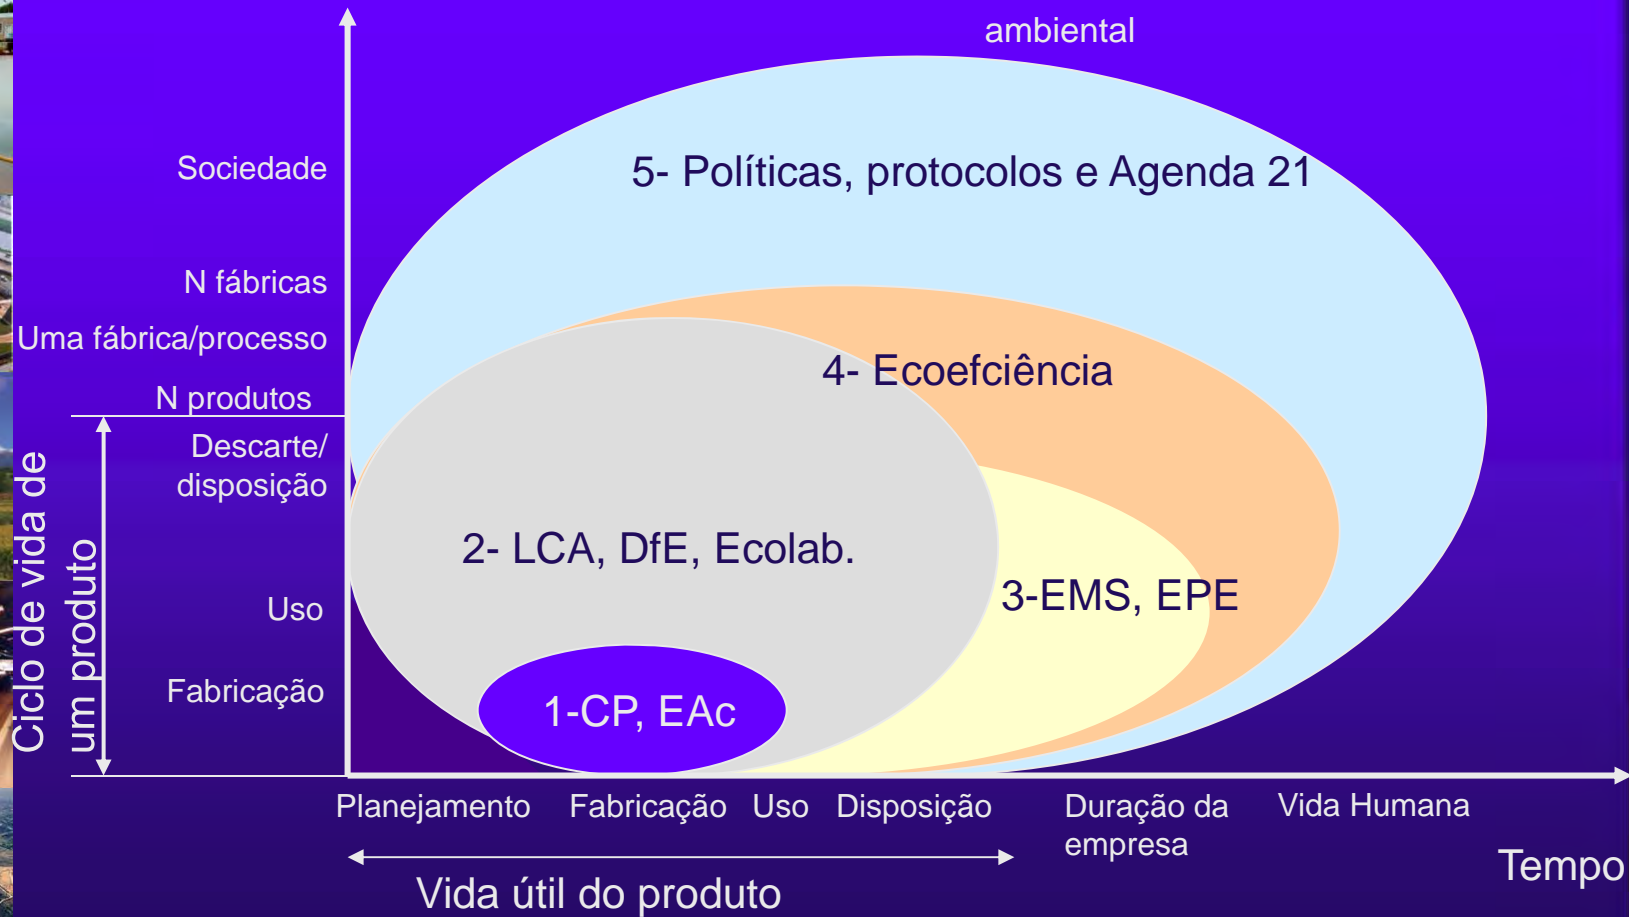 ambiental
Sociedade
5- Políticas, protocolos e Agenda 21
N fábricas
Uma fábrica/processo
4- Ecoefciência
N produtos
Descarte/
disposição
Ciclo de vida de
um produto
2- LCA, DfE, Ecolab.
3-EMS, EPE
Uso
Fabricação
1-CP, EAc
Planejamento
Fabricação
Uso
Disposição
Duração da
empresa
Vida Humana
Tempo
Vida útil do produto